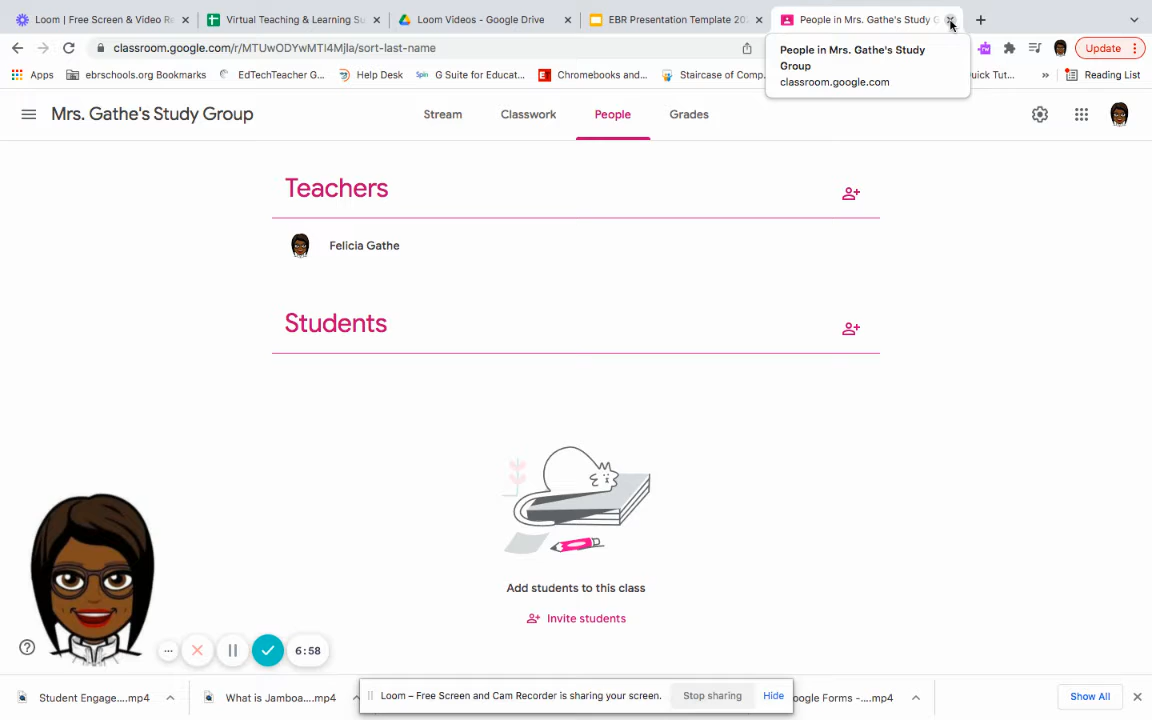 Loom | Free Screen & Video Re
Virtual Teaching & Learning Su
Loom Videos - Google Drive
EBR Presentation Template 202
People in Mrs. Gathe's Study G
classroom.google.com/r/MTUwODYwMTI4Mjla/sort-last-name
Update
People in Mrs. Gathe's Study
Group
classroom.google.com
Apps
ebrschools.org Bookmarks
EdTechTeacher G...
Help Desk
Spin
G Suite for Educat...
Chromebooks and...
Staircase of Comp...
Quick Tut...
»
Reading List
Mrs. Gathe's Study Group
Stream
Classwork
People
Grades
Teachers
Felicia Gathe
Students
Add students to this class
Invite students
6:58
Student Engage....mp4
What is Jamboa....mp4
Loom – Free Screen and Cam Recorder is sharing your screen.
Stop sharing
Hide
oogle Forms -....mp4
Show All